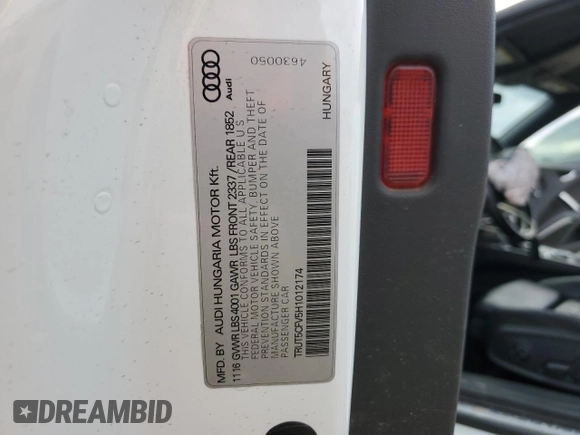 4630050
Audi
HUNGARY
MFD. BY AUDI HUNGARIA MOTOR Kft.
1116 GVWR LBS 4001 GAWR LBS FRONT 2337/REAR 1852
THIS VEHICLE CONFORMS TO ALL APPLICABLE U S
FEDERAL MOTOR VEHICLE SAFETY, BUMPER AND THEFT
PREVENTION STANDARDS IN EFFECT ON THE DATE OF
MANUFACTURE SHOWN ABOVE
PASSENGER CAR
TRUT5CPV5H1012174
DREAMBID